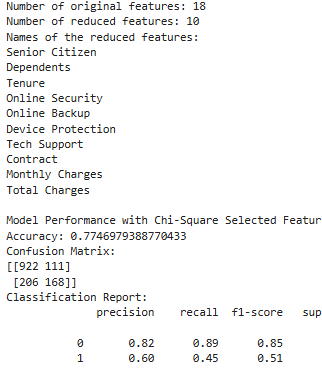 Number of original features: 18
Number of reduced features: 10
Names of the reduced features:
Senior Citizen
Dependents
Tenure
Online Security
Online Backup
Device Protection
Tech Support
Contract
Monthly Charges
Total Charges
Model Performance with Chi-Square Selected Featur
Accuracy: 0.7746979388770433
Confusion Matrix:
[[922 111]
[206 168]]
Classification Report:
precision recall f1-score sup
0 0.82 0.89 0.85
1 0.60 0.45 0.51